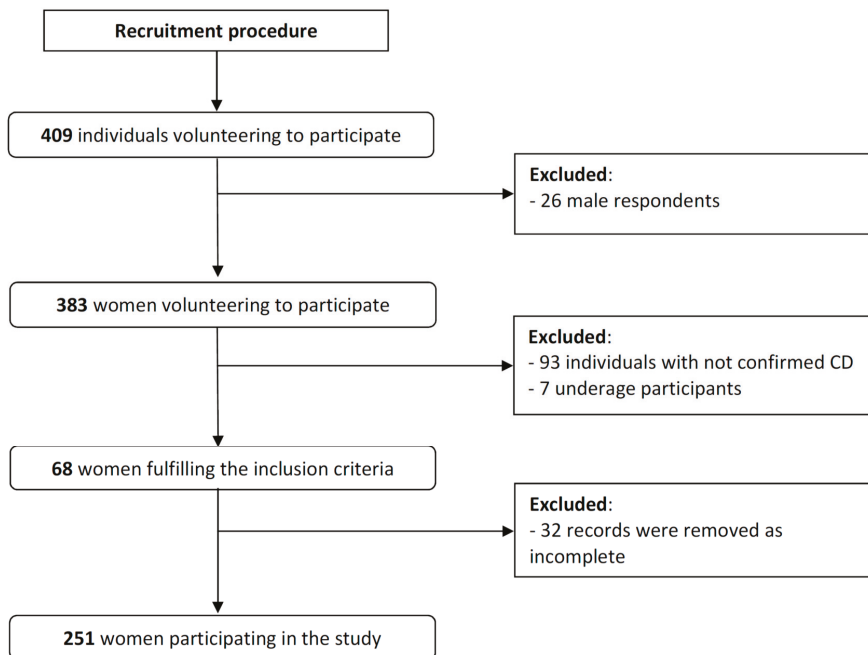 Recruitment procedure
409 individuals volunteering to participate
Excluded:
- 26 male respondents
383 women volunteering to participate
Excluded:
- 93 individuals with not confirmed CD
- 7 underage participants
68 women fulfilling the inclusion criteria
Excluded:
- 32 records were removed as
incomplete
251 women participating in the study